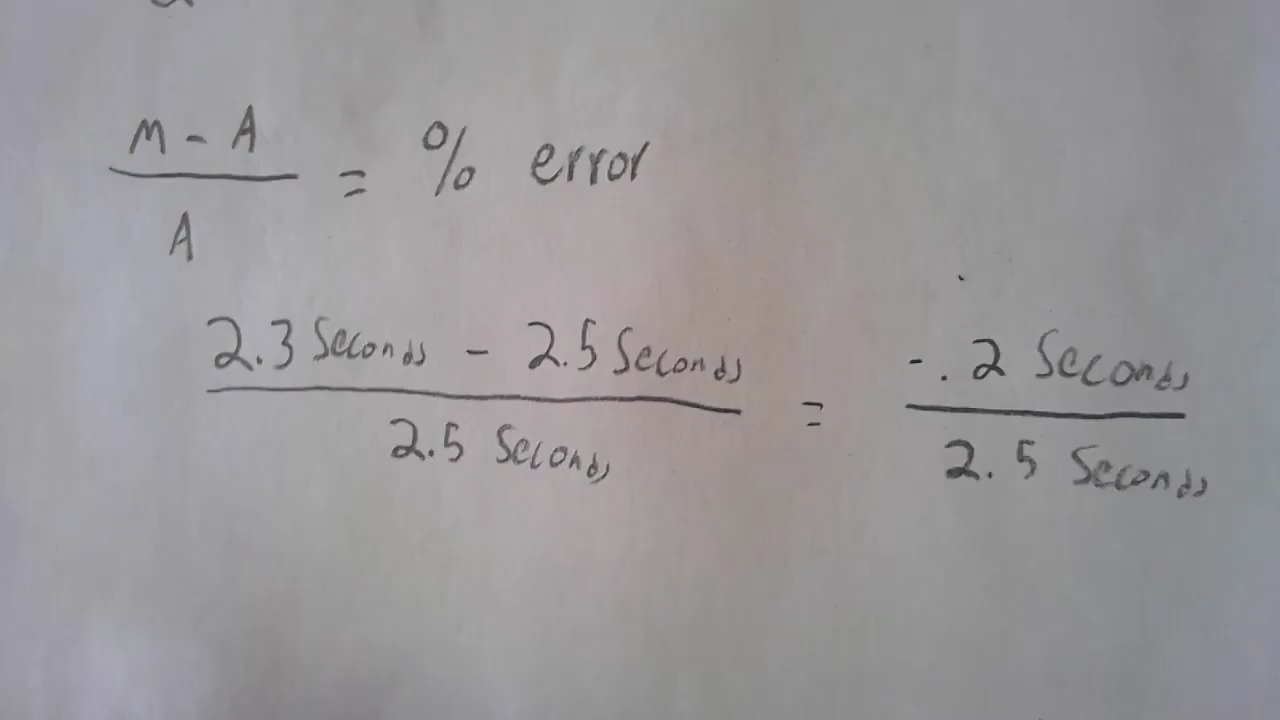 M - A
= % error
A
2.3 Seconds - 2.5 Seconds
-.2 Seconds
=
2.5 Seconds
2.5 Seconds